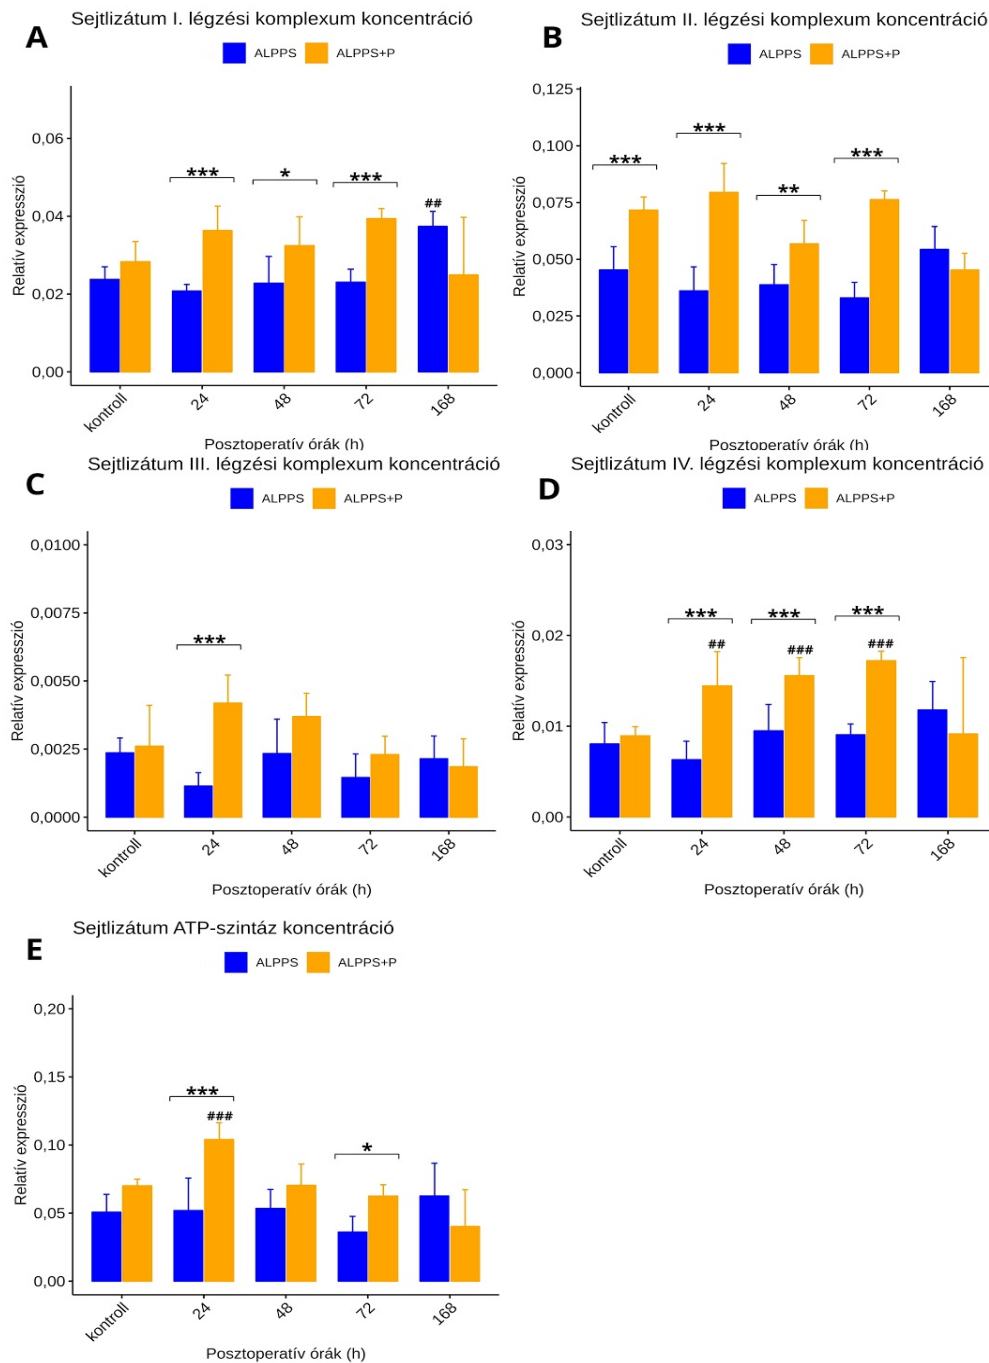 A
Sejtlizátum I. légzési komplexum koncentráció
ALPPS ALPPS+P
Relatív expresszió
0,06
0,04
0,02
0,00
*** * *** ##
kontroll 24 48 72 168
Posztoperatív órák (h)
B
Sejtlizátum II. légzési komplexum koncentráció
ALPPS ALPPS+P
Relatív expresszió
0,125
0,100
0,075
0,050
0,025
0,000
*** *** ** ***
kontroll 24 48 72 168
Posztoperatív órák (h)
C
Sejtlizátum III. légzési komplexum koncentráció
ALPPS ALPPS+P
Relatív expresszió
0,0100
0,0075
0,0050
0,0025
0,0000
***
kontroll 24 48 72 168
Posztoperatív órák (h)
D
Sejtlizátum IV. légzési komplexum koncentráció
ALPPS ALPPS+P
Relatív expresszió
0,03
0,02
0,01
0,00
*** *** ***
## ### ###
kontroll 24 48 72 168
Posztoperatív órák (h)
E
Sejtlizátum ATP-szintáz koncentráció
ALPPS ALPPS+P
Relatív expresszió
0,20
0,15
0,10
0,05
0,00
*** *
###
kontroll 24 48 72 168
Posztoperatív órák (h)